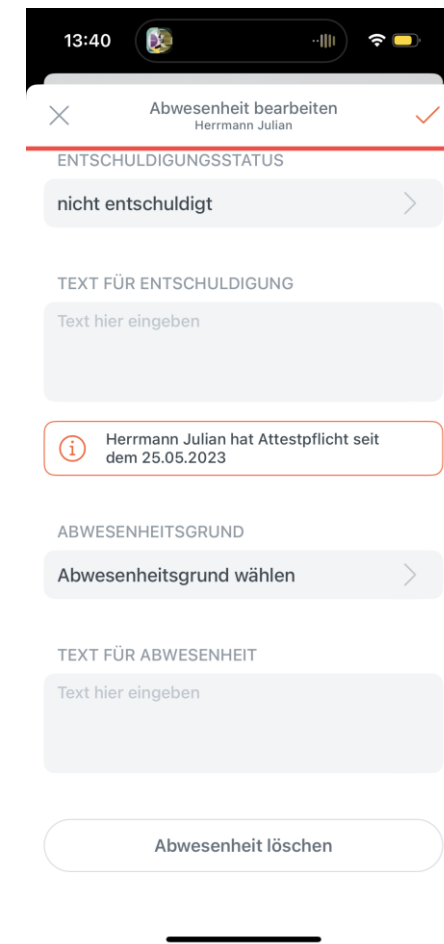 13:40
Abwesenheit bearbeiten
Herrmann Julian
ENTSCHULDIGUNGSSTATUS
nicht entschuldigt
TEXT FÜR ENTSCHULDIGUNG
Text hier eingeben
Herrmann Julian hat Attestpflicht seit
dem 25.05.2023
ABWESENHEITSGRUND
Abwesenheitsgrund wählen
TEXT FÜR ABWESENHEIT
Text hier eingeben
Abwesenheit löschen